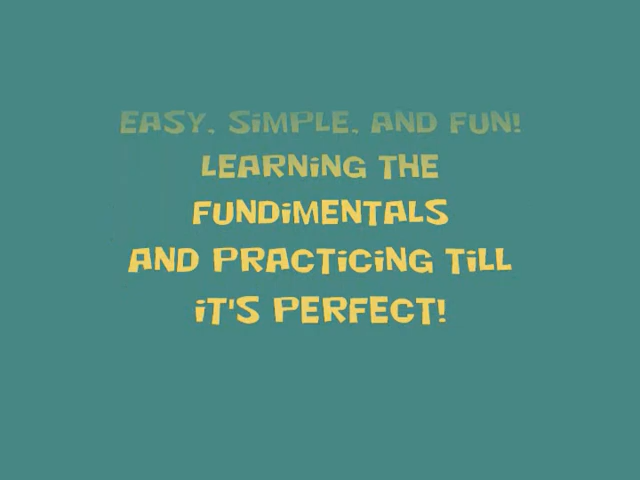 EASY, SiMPLE, AND FUN!
LEARNiNG THE
FUNDiMENTALS
AND PRACTiCiNG TiLL
iT'S PERFECT!